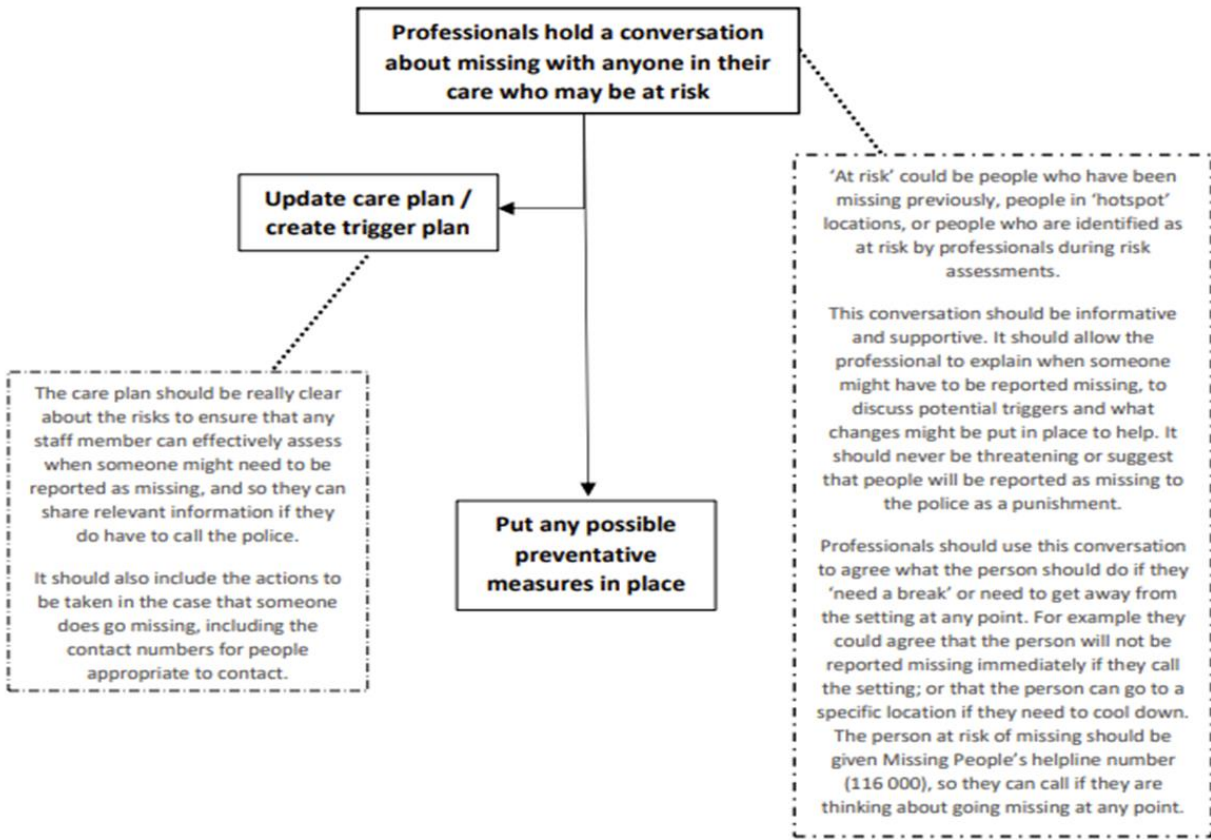 Professionals hold a conversation
about missing with anyone in their
care who may be at risk
Update care plan /
create trigger plan
Put any possible
preventative
measures in place
The care plan should be really clear
about the risks to ensure that any
staff member can effectively assess
when someone might need to be
reported as missing, and so they can
share relevant information if they
do have to call the police.
It should also include the actions to
be taken in the case that someone
does go missing, including the
contact numbers for people
appropriate to contact.
‘At risk’ could be people who have been
missing previously, people in ‘hotspot’
locations, or people who are identified as
at risk by professionals during risk
assessments.
This conversation should be informative
and supportive. It should allow the
professional to explain when someone
might have to be reported missing, to
discuss potential triggers and what
changes might be put in place to help. It
should never be threatening or suggest
that people will be reported as missing to
the police as a punishment.
Professionals should use this conversation
to agree what the person should do if they
‘need a break’ or need to get away from
the setting at any point. For example they
could agree that the person will not be
reported missing immediately if they call
the setting; or that the person can go to a
specific location if they need to cool down.
The person at risk of missing should be
given Missing People’s helpline number
(116 000), so they can call if they are
thinking about going missing at any point.